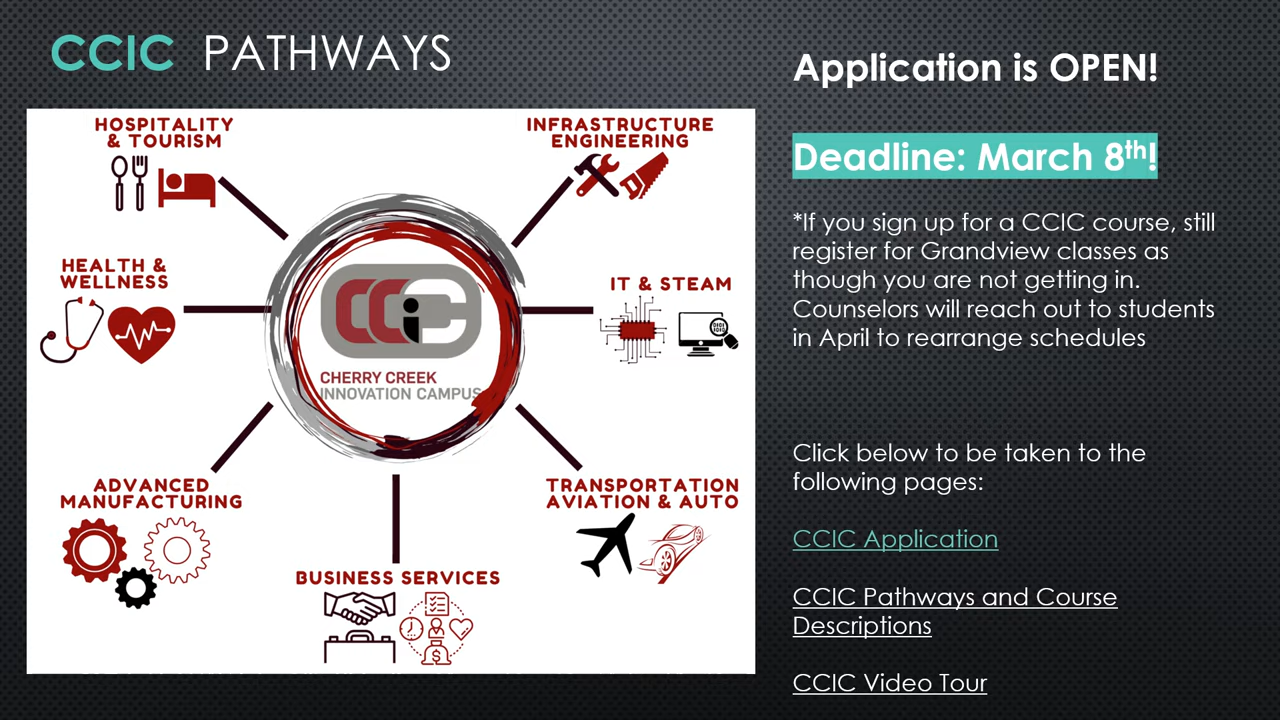 CCIC PATHWAYS
HOSPITALITY
& TOURISM
INFRASTRUCTURE
ENGINEERING
HEALTH &
WELLNESS
IT & STEAM
CCiC
CHERRY CREEK
INNOVATION CAMPUS
ADVANCED
MANUFACTURING
TRANSPORTATION
AVIATION & AUTO
BUSINESS SERVICES
Application is OPEN!
Deadline: March 8th!
*If you sign up for a CCIC course, still
register for Grandview classes as
though you are not getting in.
Counselors will reach out to students
in April to rearrange schedules
Click below to be taken to the
following pages:
CCIC Application
CCIC Pathways and Course
Descriptions
CCIC Video Tour